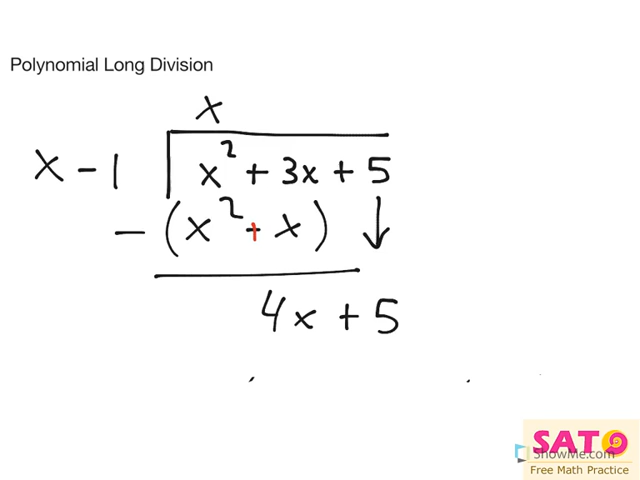 Polynomial Long Division
x
x - 1 x² + 3x + 5
- (x² + x) ↓
4x + 5
SAT
ShowMe.com
Free Math Practice